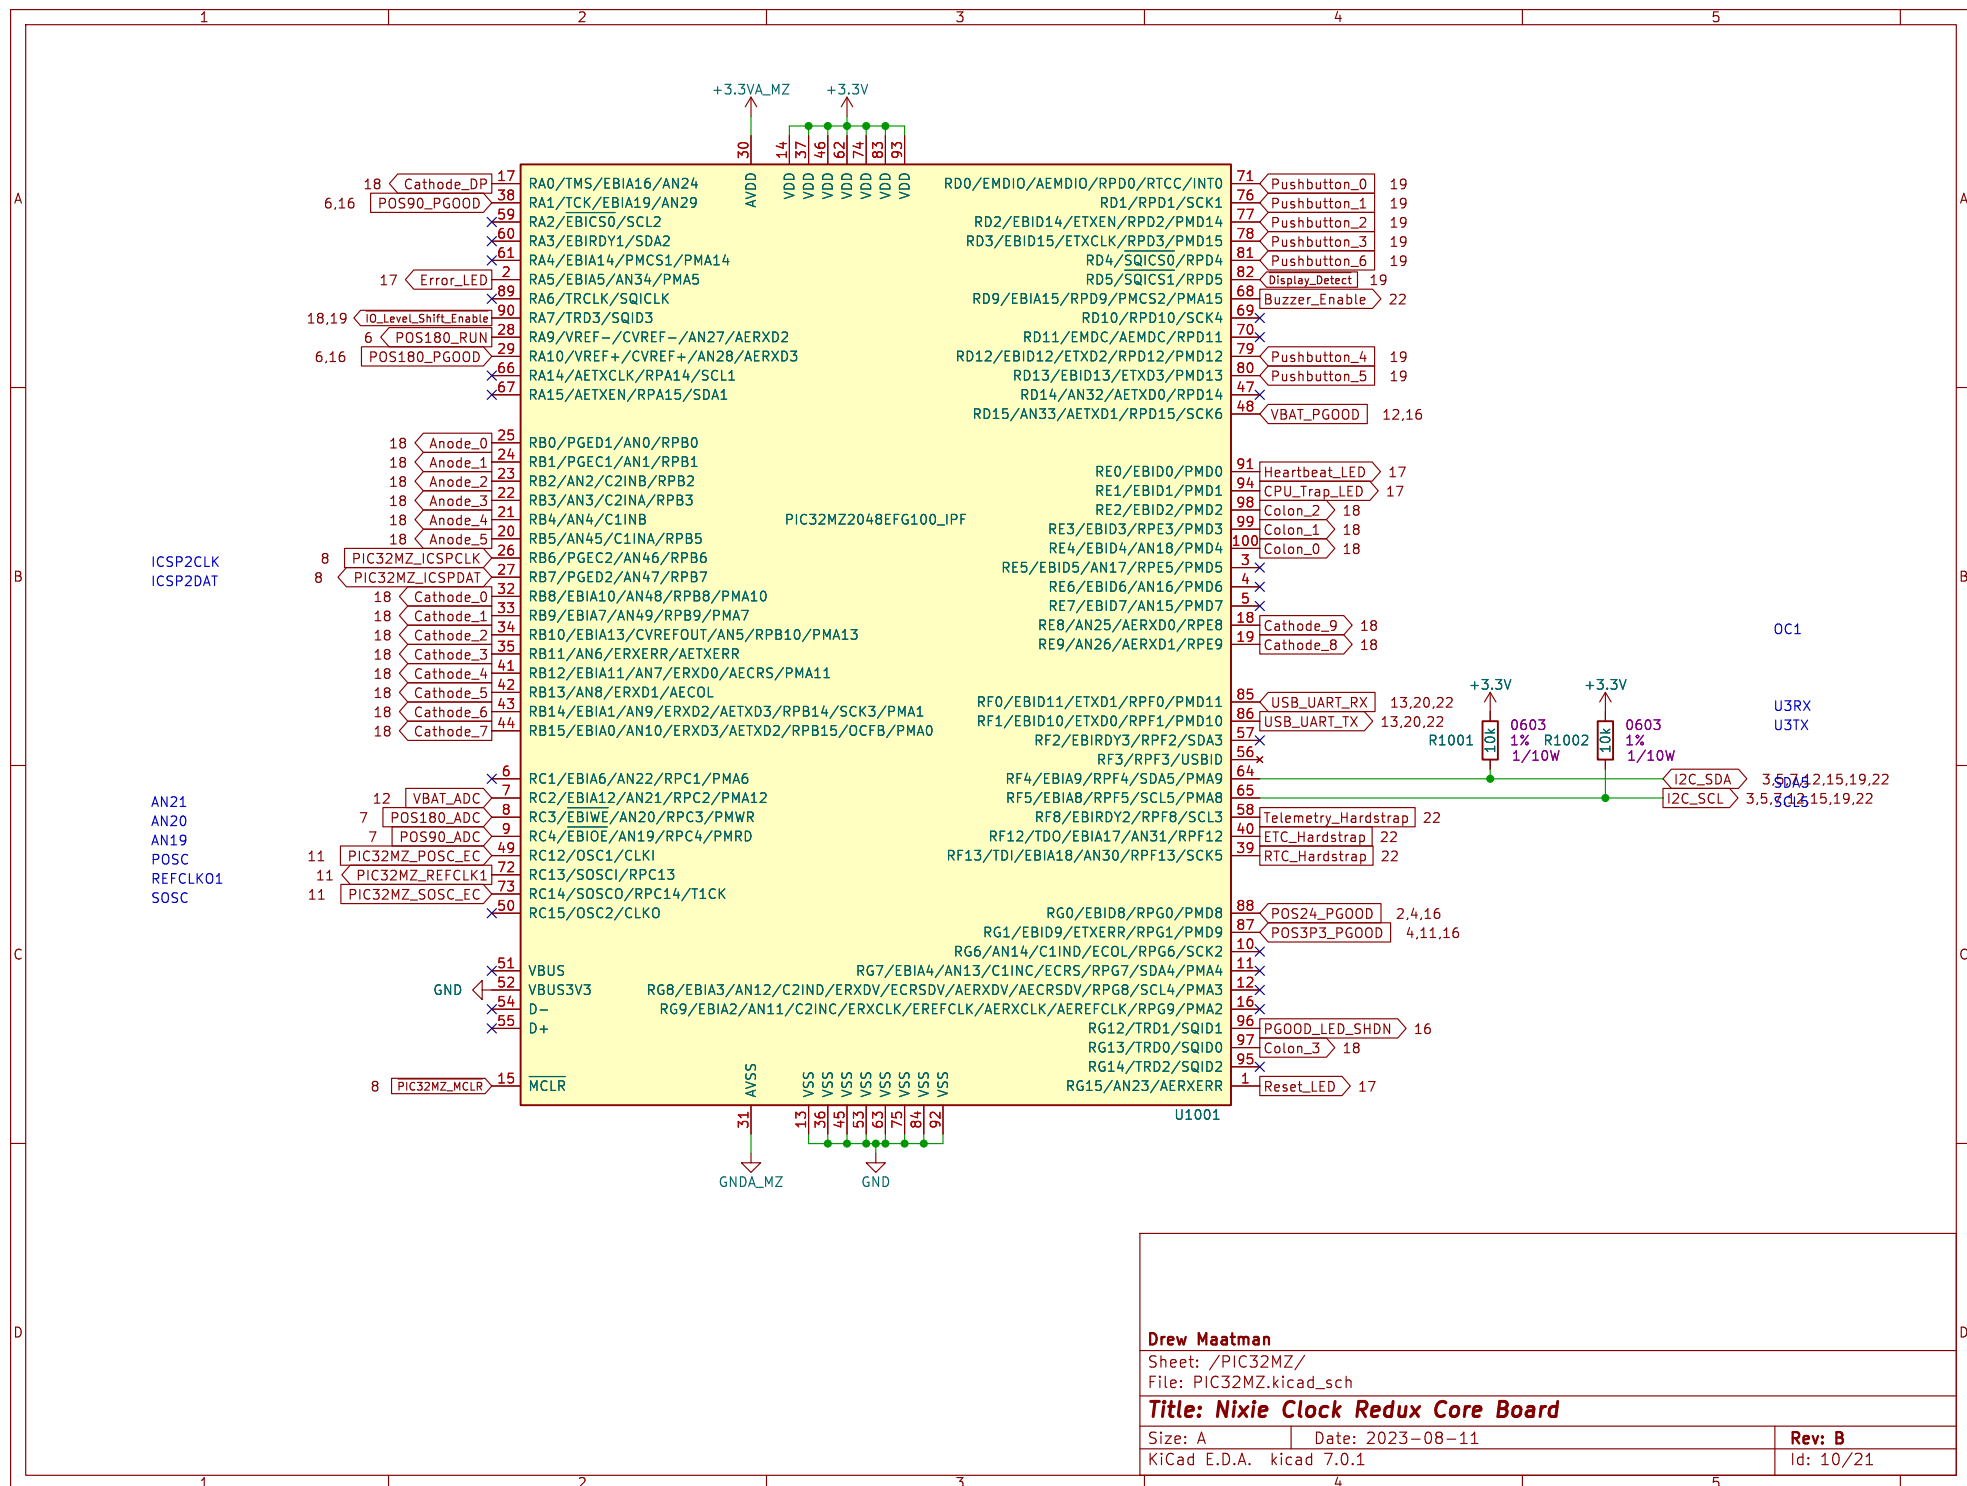 1 2 3 4 5
+3.3VA_MZ +3.3V
30 14 37 46 62 74 83 93
AVDD VDD VDD VDD VDD VDD VDD VDD
A A
18 Cathode_DP 17 RA0/TMS/EBIA16/AN24 RD0/EMDIO/AEMDIO/RPD0/RTCC/INT0 71 Pushbutton_0 19
6,16 POS90_PGOOD 38 RA1/TCK/EBIA19/AN29 RD1/RPD1/SCK1 76 Pushbutton_1 19
59 RA2/EBICS0/SCL2 RD2/EBID14/ETXEN/RPD2/PMD14 77 Pushbutton_2 19
60 RA3/EBIRDY1/SDA2 RD3/EBID15/ETXCLK/RPD3/PMD15 78 Pushbutton_3 19
61 RA4/EBIA14/PMCS1/PMA14 RD4/SQICS0/RPD4 81 Pushbutton_6 19
17 Error_LED 2 RA5/EBIA5/AN34/PMA5 RD5/SQICS1/RPD5 82 Display_Detect 19
89 RA6/TRCLK/SQICLK RD9/EBIA15/RPD9/PMCS2/PMA15 68 Buzzer_Enable 22
18,19 IO_Level_Shift_Enable 90 RA7/TRD3/SQID3 RD10/RPD10/SCK4 69
6 POS180_RUN 28 RA9/VREF-/CVREF-/AN27/AERXD2 RD11/EMDC/AEMDC/RPD11 70
6,16 POS180_PGOOD 29 RA10/VREF+/CVREF+/AN28/AERXD3 RD12/EBID12/ETXD2/RPD12/PMD12 79 Pushbutton_4 19
66 RA14/AETXCLK/RPA14/SCL1 RD13/EBID13/ETXD3/PMD13 80 Pushbutton_5 19
67 RA15/AETXEN/RPA15/SDA1 RD14/AN32/AETXD0/RPD14 47
RD15/AN33/AETXD1/RPD15/SCK6 48 VBAT_PGOOD 12,16
18 Anode_0 25 RB0/PGED1/AN0/RPB0
18 Anode_1 24 RB1/PGEC1/AN1/RPB1
RE0/EBID0/PMD0 91 Heartbeat_LED 17
18 Anode_2 23 RB2/AN2/C2INB/RPB2
RE1/EBID1/PMD1 94 CPU_Trap_LED 17
18 Anode_3 22 RB3/AN3/C2INA/RPB3
RE2/EBID2/PMD2 98 Colon_2 18
18 Anode_4 21 RB4/AN4/C1INB PIC32MZ2048EFG100_IPF
RE3/EBID3/RPE3/PMD3 99 Colon_1 18
18 Anode_5 20 RB5/AN45/C1INA/RPB5
RE4/EBID4/AN18/PMD4 100 Colon_0 18
ICSP2CLK 8 PIC32MZ_ICSPCLK 26 RB6/PGEC2/AN46/RPB6
RE5/EBID5/AN17/RPE5/PMD5 3
B B
ICSP2DAT 8 PIC32MZ_ICSPDAT 27 RB7/PGED2/AN47/RPB7
RE6/EBID6/AN16/PMD6 4
18 Cathode_0 32 RB8/EBIA10/AN48/RPB8/PMA10
RE7/EBID7/AN15/PMD7 5
18 Cathode_1 33 RB9/EBIA7/AN49/RPB9/PMA7
RE8/AN25/AERXD0/RPE8 18 Cathode_9 18 OC1
18 Cathode_2 34 RB10/EBIA13/CVREFOUT/AN5/RPB10/PMA13
RE9/AN26/AERXD1/RPE9 19 Cathode_8 18
18 Cathode_3 35 RB11/AN6/ERXERR/AETXERR
18 Cathode_4 41 RB12/EBIA11/AN7/ERXD0/AECRS/PMA11
18 Cathode_5 42 RB13/AN8/ERXD1/AECOL
+3.3V +3.3V
RF0/EBID11/ETXD1/RPF0/PMD11 85 USB_UART_RX 13,20,22 U3RX
18 Cathode_6 43 RB14/EBIA1/AN9/ERXD2/AETXD3/RPB14/SCK3/PMA1
RF1/EBID10/ETXD0/RPF1/PMD10 86 USB_UART_TX 13,20,22 U3TX
18 Cathode_7 44 RB15/EBIA0/AN10/ERXD3/AETXD2/RPB15/OCFB/PMA0
RF2/EBIRDY3/RPF2/SDA3 57
R1001 10k 0603 1% 1/10W
R1002 10k 0603 1% 1/10W
RF3/RPF3/USBID 56
6 RC1/EBIA6/AN22/RPC1/PMA6 RF4/EBIA9/RPF4/SDA5/PMA9 64 I2C_SDA 3,5,7,12,15,19,22 SDA5
AN21 12 VBAT_ADC 7 RC2/EBIA12/AN21/RPC2/PMA12 RF5/EBIA8/RPF5/SCL5/PMA8 65 I2C_SCL 3,5,7,12,15,19,22 SCL5
AN20 7 POS180_ADC 8 RC3/EBIWE/AN20/RPC3/PMWR RF8/EBIRDY2/RPF8/SCL3 58 Telemetry_Hardstrap 22
AN19 7 POS90_ADC 9 RC4/EBIOE/AN19/RPC4/PMRD RF12/TDO/EBIA17/AN31/RPF12 40 ETC_Hardstrap 22
POSC 11 PIC32MZ_POSC_EC 49 RC12/OSC1/CLKI RF13/TDI/EBIA18/AN30/RPF13/SCK5 39 RTC_Hardstrap 22
REFCLKO1 11 PIC32MZ_REFCLK1 72 RC13/SOSCI/RPC13
SOSC 11 PIC32MZ_SOSC_EC 73 RC14/SOSCO/RPC14/T1CK
50 RC15/OSC2/CLKO RG0/EBID8/RPG0/PMD8 88 POS24_PGOOD 2,4,16
RG1/EBID9/ETXERR/RPG1/PMD9 87 POS3P3_PGOOD 4,11,16
C C
RG6/AN14/C1IND/ECOL/RPG6/SCK2 10
51 VBUS RG7/EBIA4/AN13/C1INC/ECRS/RPG7/SDA4/PMA4 11
GND 52 VBUS3V3 RG8/EBIA3/AN12/C2IND/ERXDV/ECRSDV/AERXDV/AECRSDV/RPG8/SCL4/PMA3 12
54 D- RG9/EBIA2/AN11/C2INC/ERXCLK/EREFCLK/AERXCLK/AEREFCLK/RPG9/PMA2 16
55 D+ RG12/TRD1/SQID1 96 PGOOD_LED_SHDN 16
RG13/TRD0/SQID0 97 Colon_3 18
RG14/TRD2/SQID2 95
8 PIC32MZ_MCLR 15 MCLR RG15/AN23/AERXERR 1 Reset_LED 17
AVSS VSS VSS VSS VSS VSS VSS VSS VSS
U1001
31 13 36 45 53 63 75 84 92
GNDA_MZ GND
D D
Drew Maatman
Sheet: /PIC32MZ/
File: PIC32MZ.kicad_sch
Title: Nixie Clock Redux Core Board
Size: A Date: 2023-08-11 Rev: B
KiCad E.D.A. kicad 7.0.1 Id: 10/21
1 2 3 4 5